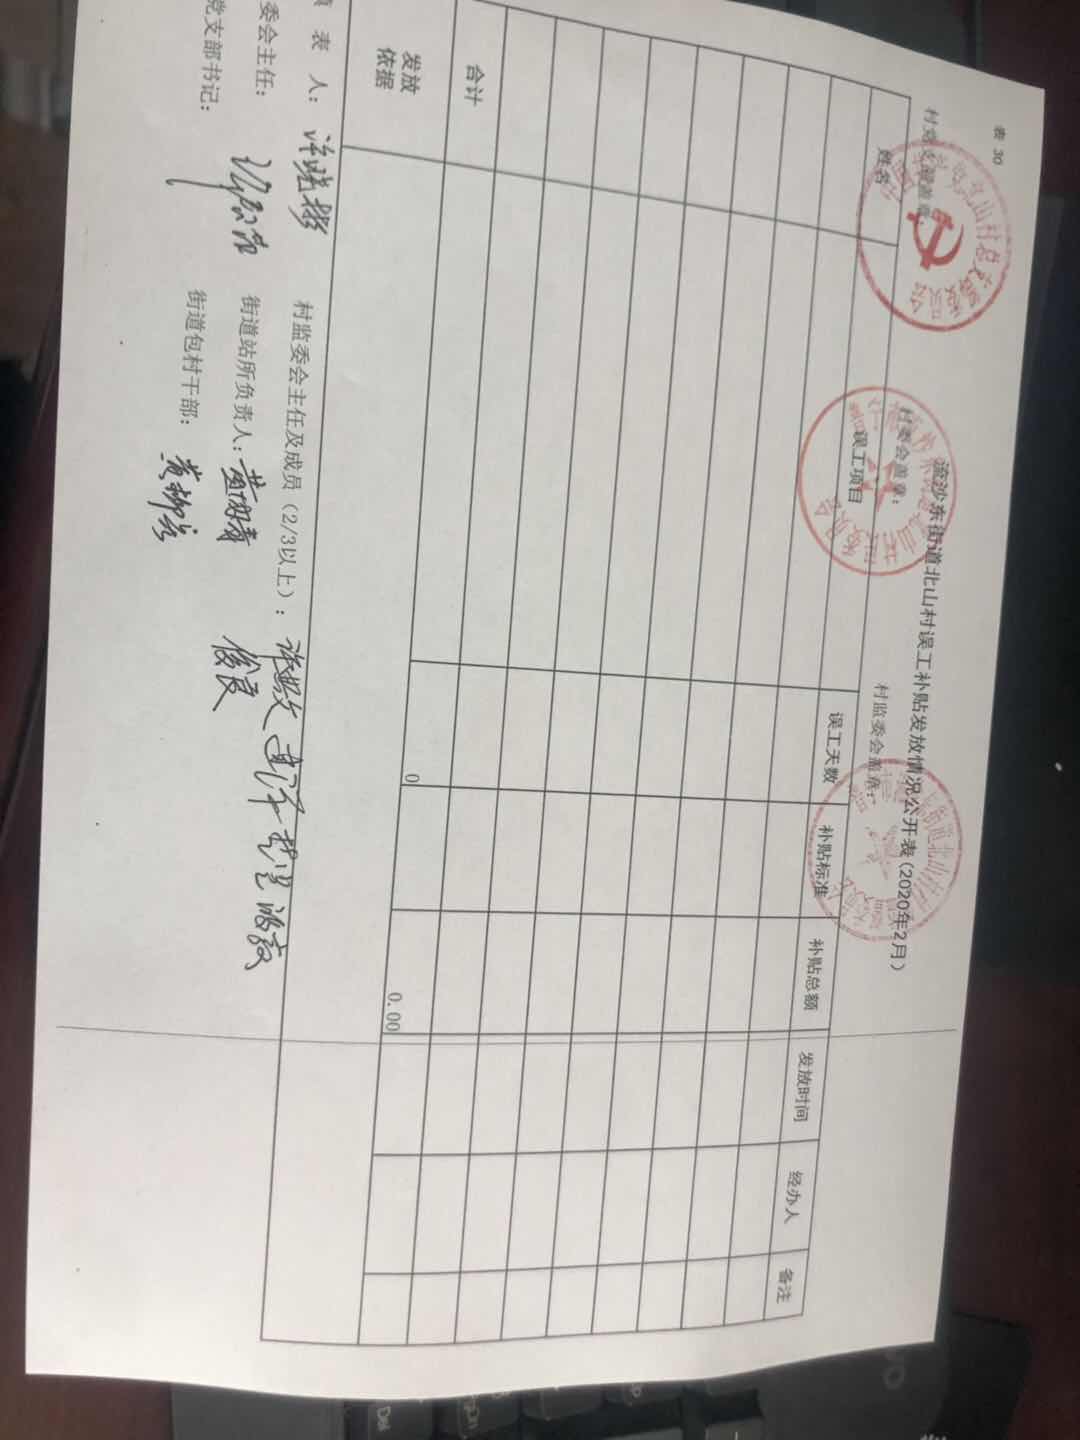 表 30
流沙东街道北山村误工补贴发放情况公开表（2020年2月）
村党支部盖章： 村委会盖章： 村监委会盖章：
姓名 误工项目 误工天数 补贴标准 补贴总额 发放时间 经办人 备注
合计 0 0.00
发放
依据
填 表 人： 村监委会主任及成员（2/3以上）：
委会主任： 街道站所负责人：
党支部书记： 街道包村干部：